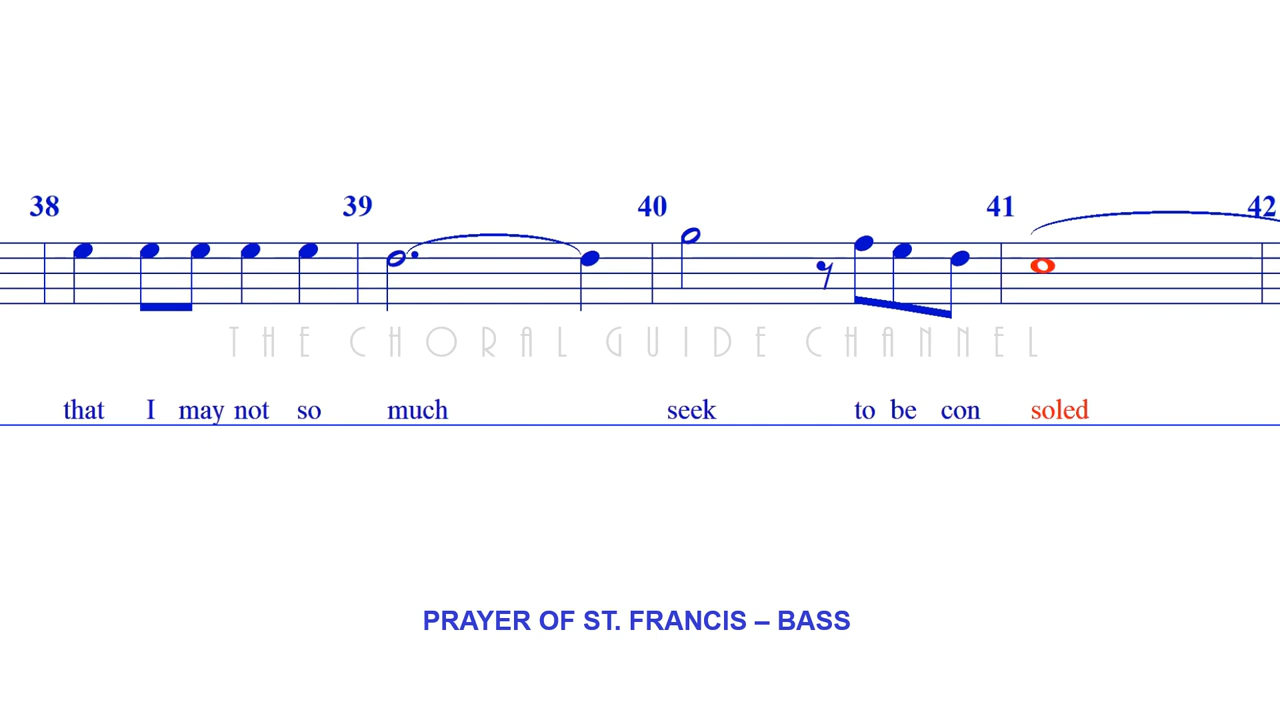 38 39 40 41 42
THE CHORAL GUIDE CHANNEL
that I may not so much seek to be con soled
PRAYER OF ST. FRANCIS – BASS